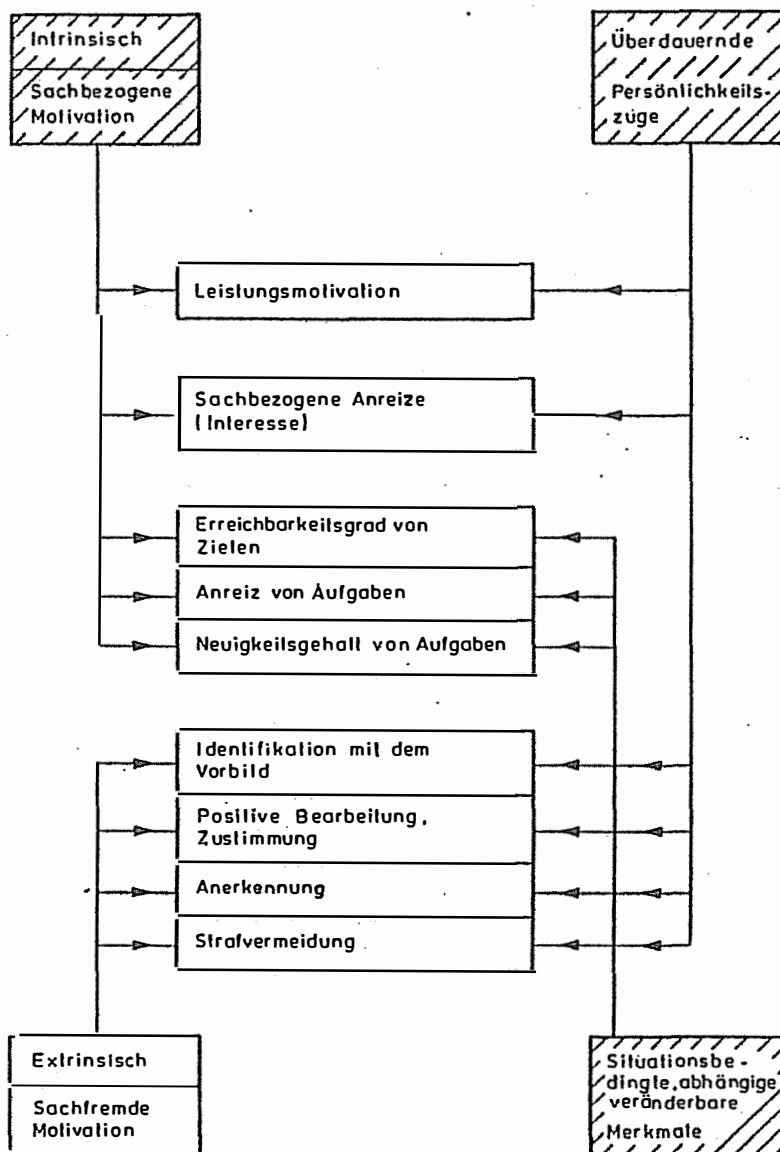 Intrinsisch
Sachbezogene
Motivation
Überdauernde
Persönlichkeits-
züge
Leistungsmotivation
Sachbezogene Anreize
(Interesse)
Erreichbarkeitsgrad von
Zielen
Anreiz von Aufgaben
Neuigkeitsgehalt von Aufgaben
Identifikation mit dem
Vorbild
Positive Bearbeitung,
Zustimmung
Anerkennung
Strafvermeidung
Extrinsisch
Sachfremde
Motivation
Situationsbe-
dingte, abhängige
veränderbare
Merkmale